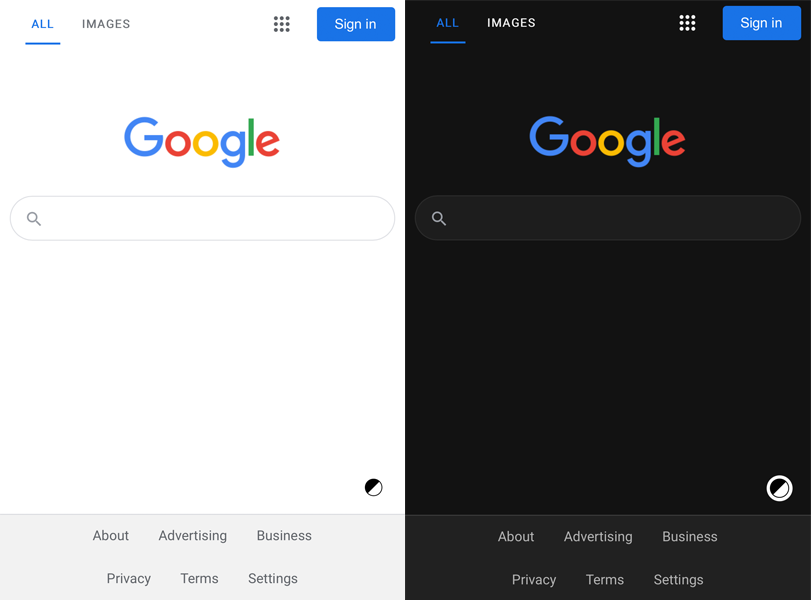 ALL IMAGES Sign in
Google
About Advertising Business
Privacy Terms Settings
ALL IMAGES Sign in
Google
About Advertising Business
Privacy Terms Settings